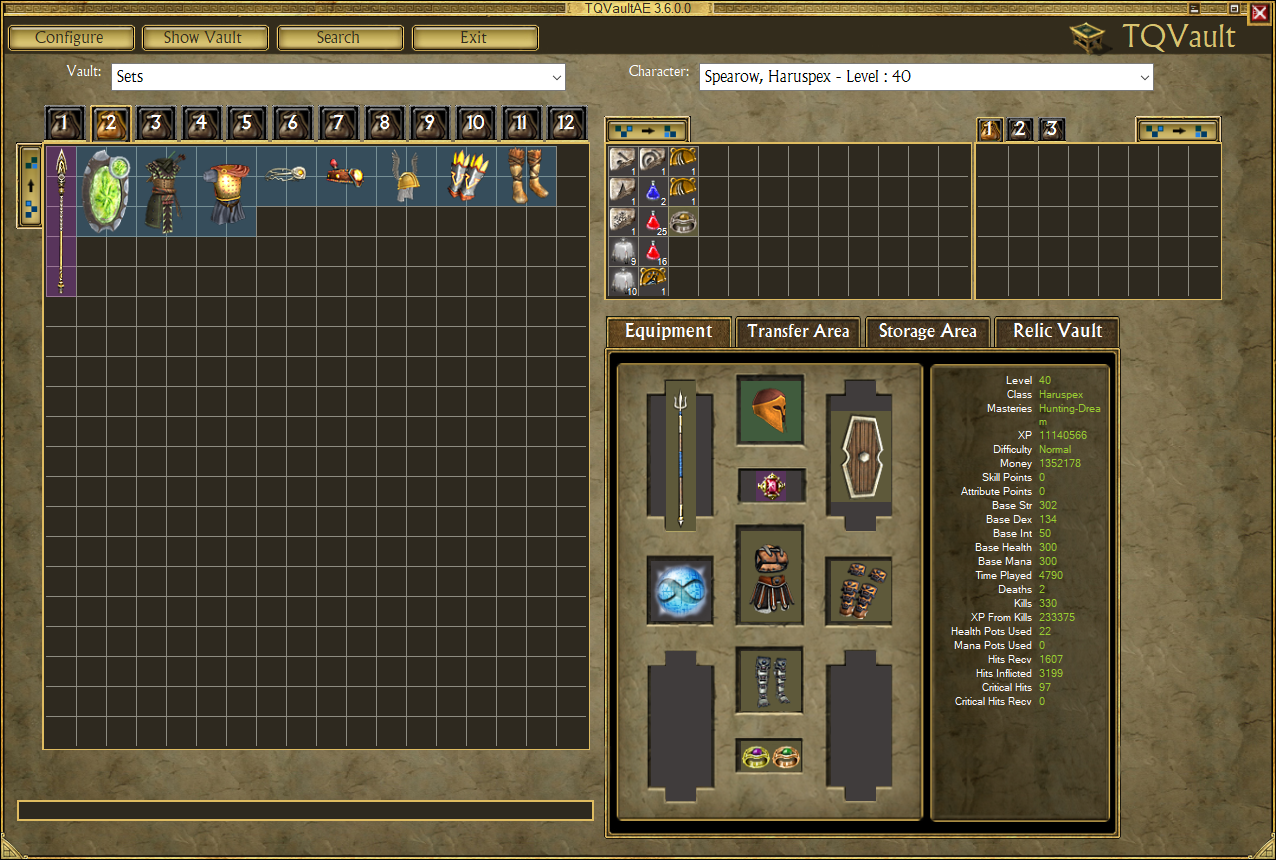 TQVaultAE 3.6.0.0
Configure
Show Vault
Search
Exit
TQVault
Vault: Sets
Character: Spearow, Haruspex - Level : 40
1 2 3 4 5 6 7 8 9 10 11 12
1 2 3
1 1 1
1 2 1
1 25
9 16
10 1
Equipment
Transfer Area
Storage Area
Relic Vault
Level 40
Class Haruspex
Masteries Hunting-Drea
m
XP 11140566
Difficulty Normal
Money 1352178
Skill Points 0
Attribute Points 0
Base Str 302
Base Dex 134
Base Int 50
Base Health 300
Base Mana 300
Time Played 4790
Deaths 2
Kills 330
XP From Kills 233375
Health Pots Used 22
Mana Pots Used 0
Hits Recv 1607
Hits Inflicted 3199
Critical Hits 97
Critical Hits Recv 0